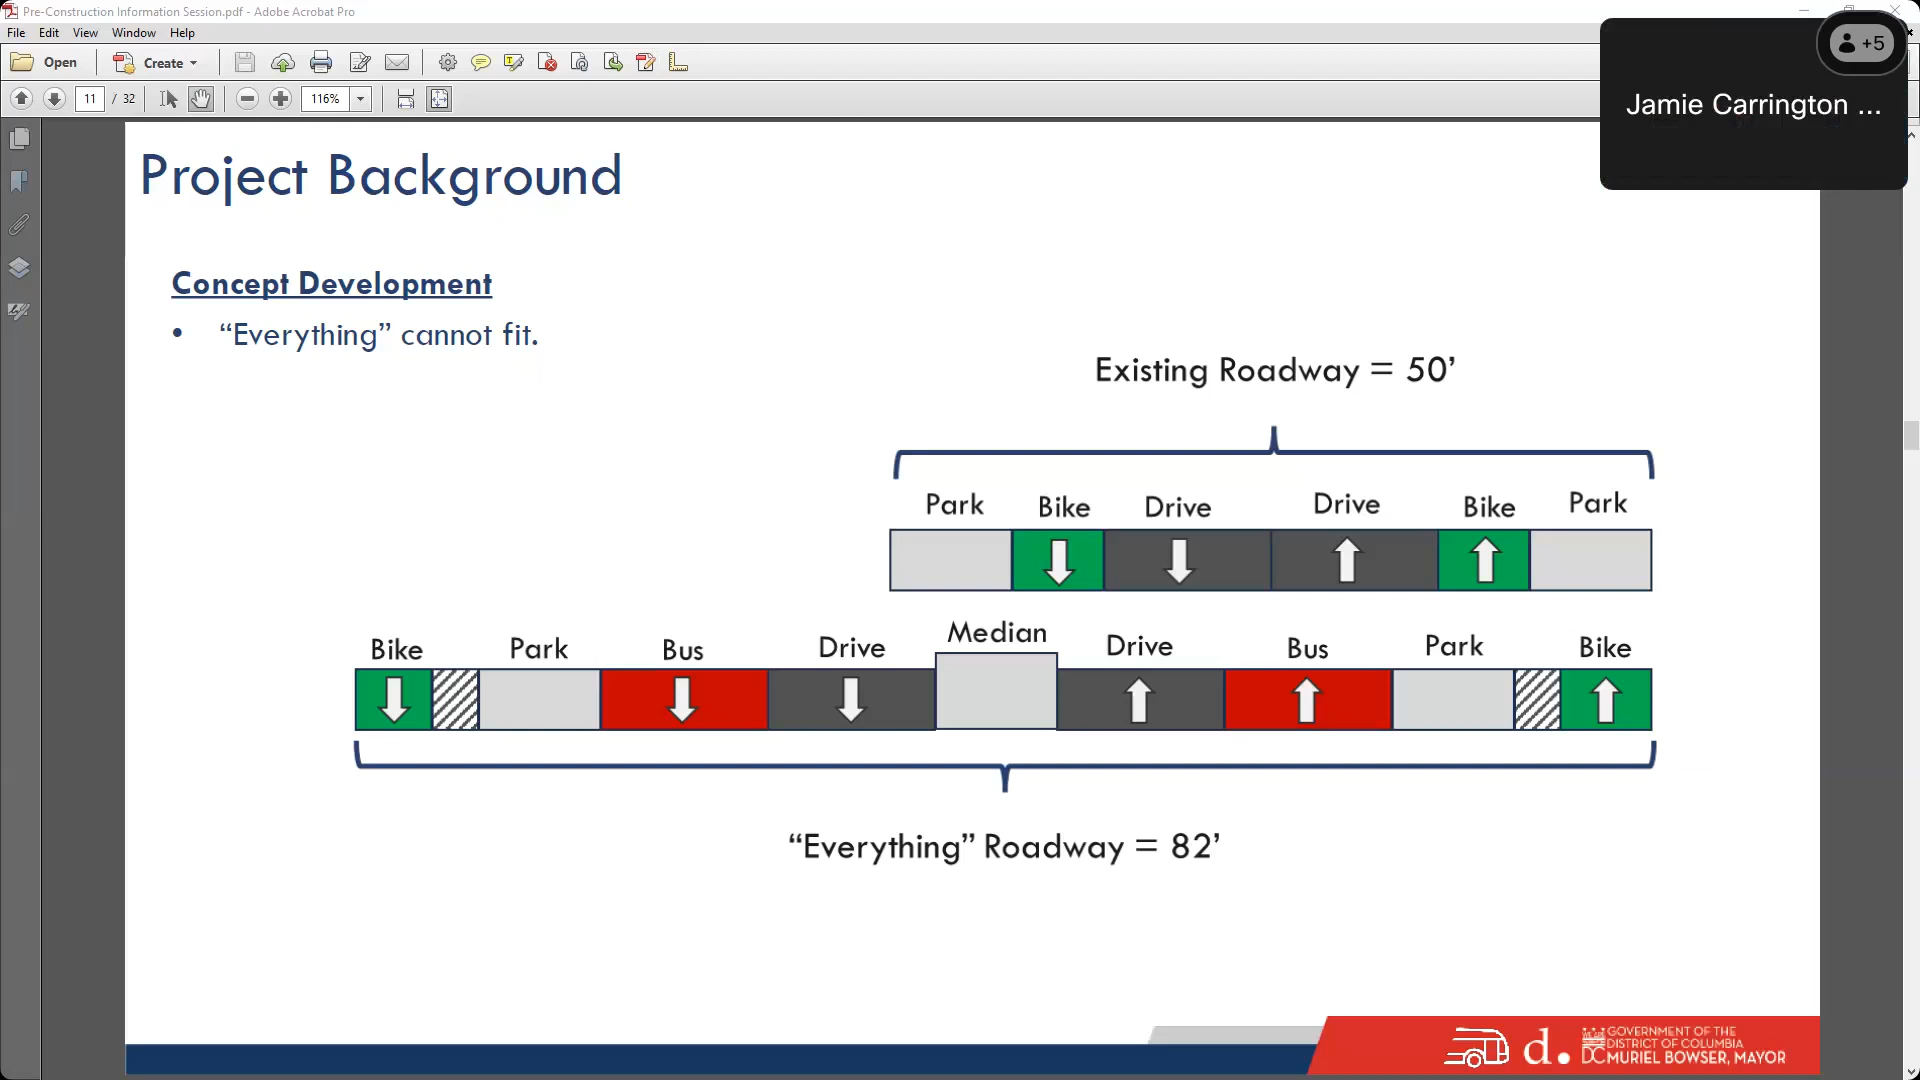 Pre-Construction Information Session.pdf - Adobe Acrobat Pro
File Edit View Window Help
Open Create
11 / 32 116%
+5
Jamie Carrington ...
Project Background
Concept Development
• “Everything” cannot fit.
Existing Roadway = 50’
Park Bike Drive Drive Bike Park
Bike Park Bus Drive Median Drive Bus Park Bike
“Everything” Roadway = 82’
d.
WE ARE DC
GOVERNMENT OF THE
DISTRICT OF COLUMBIA
MURIEL BOWSER, MAYOR